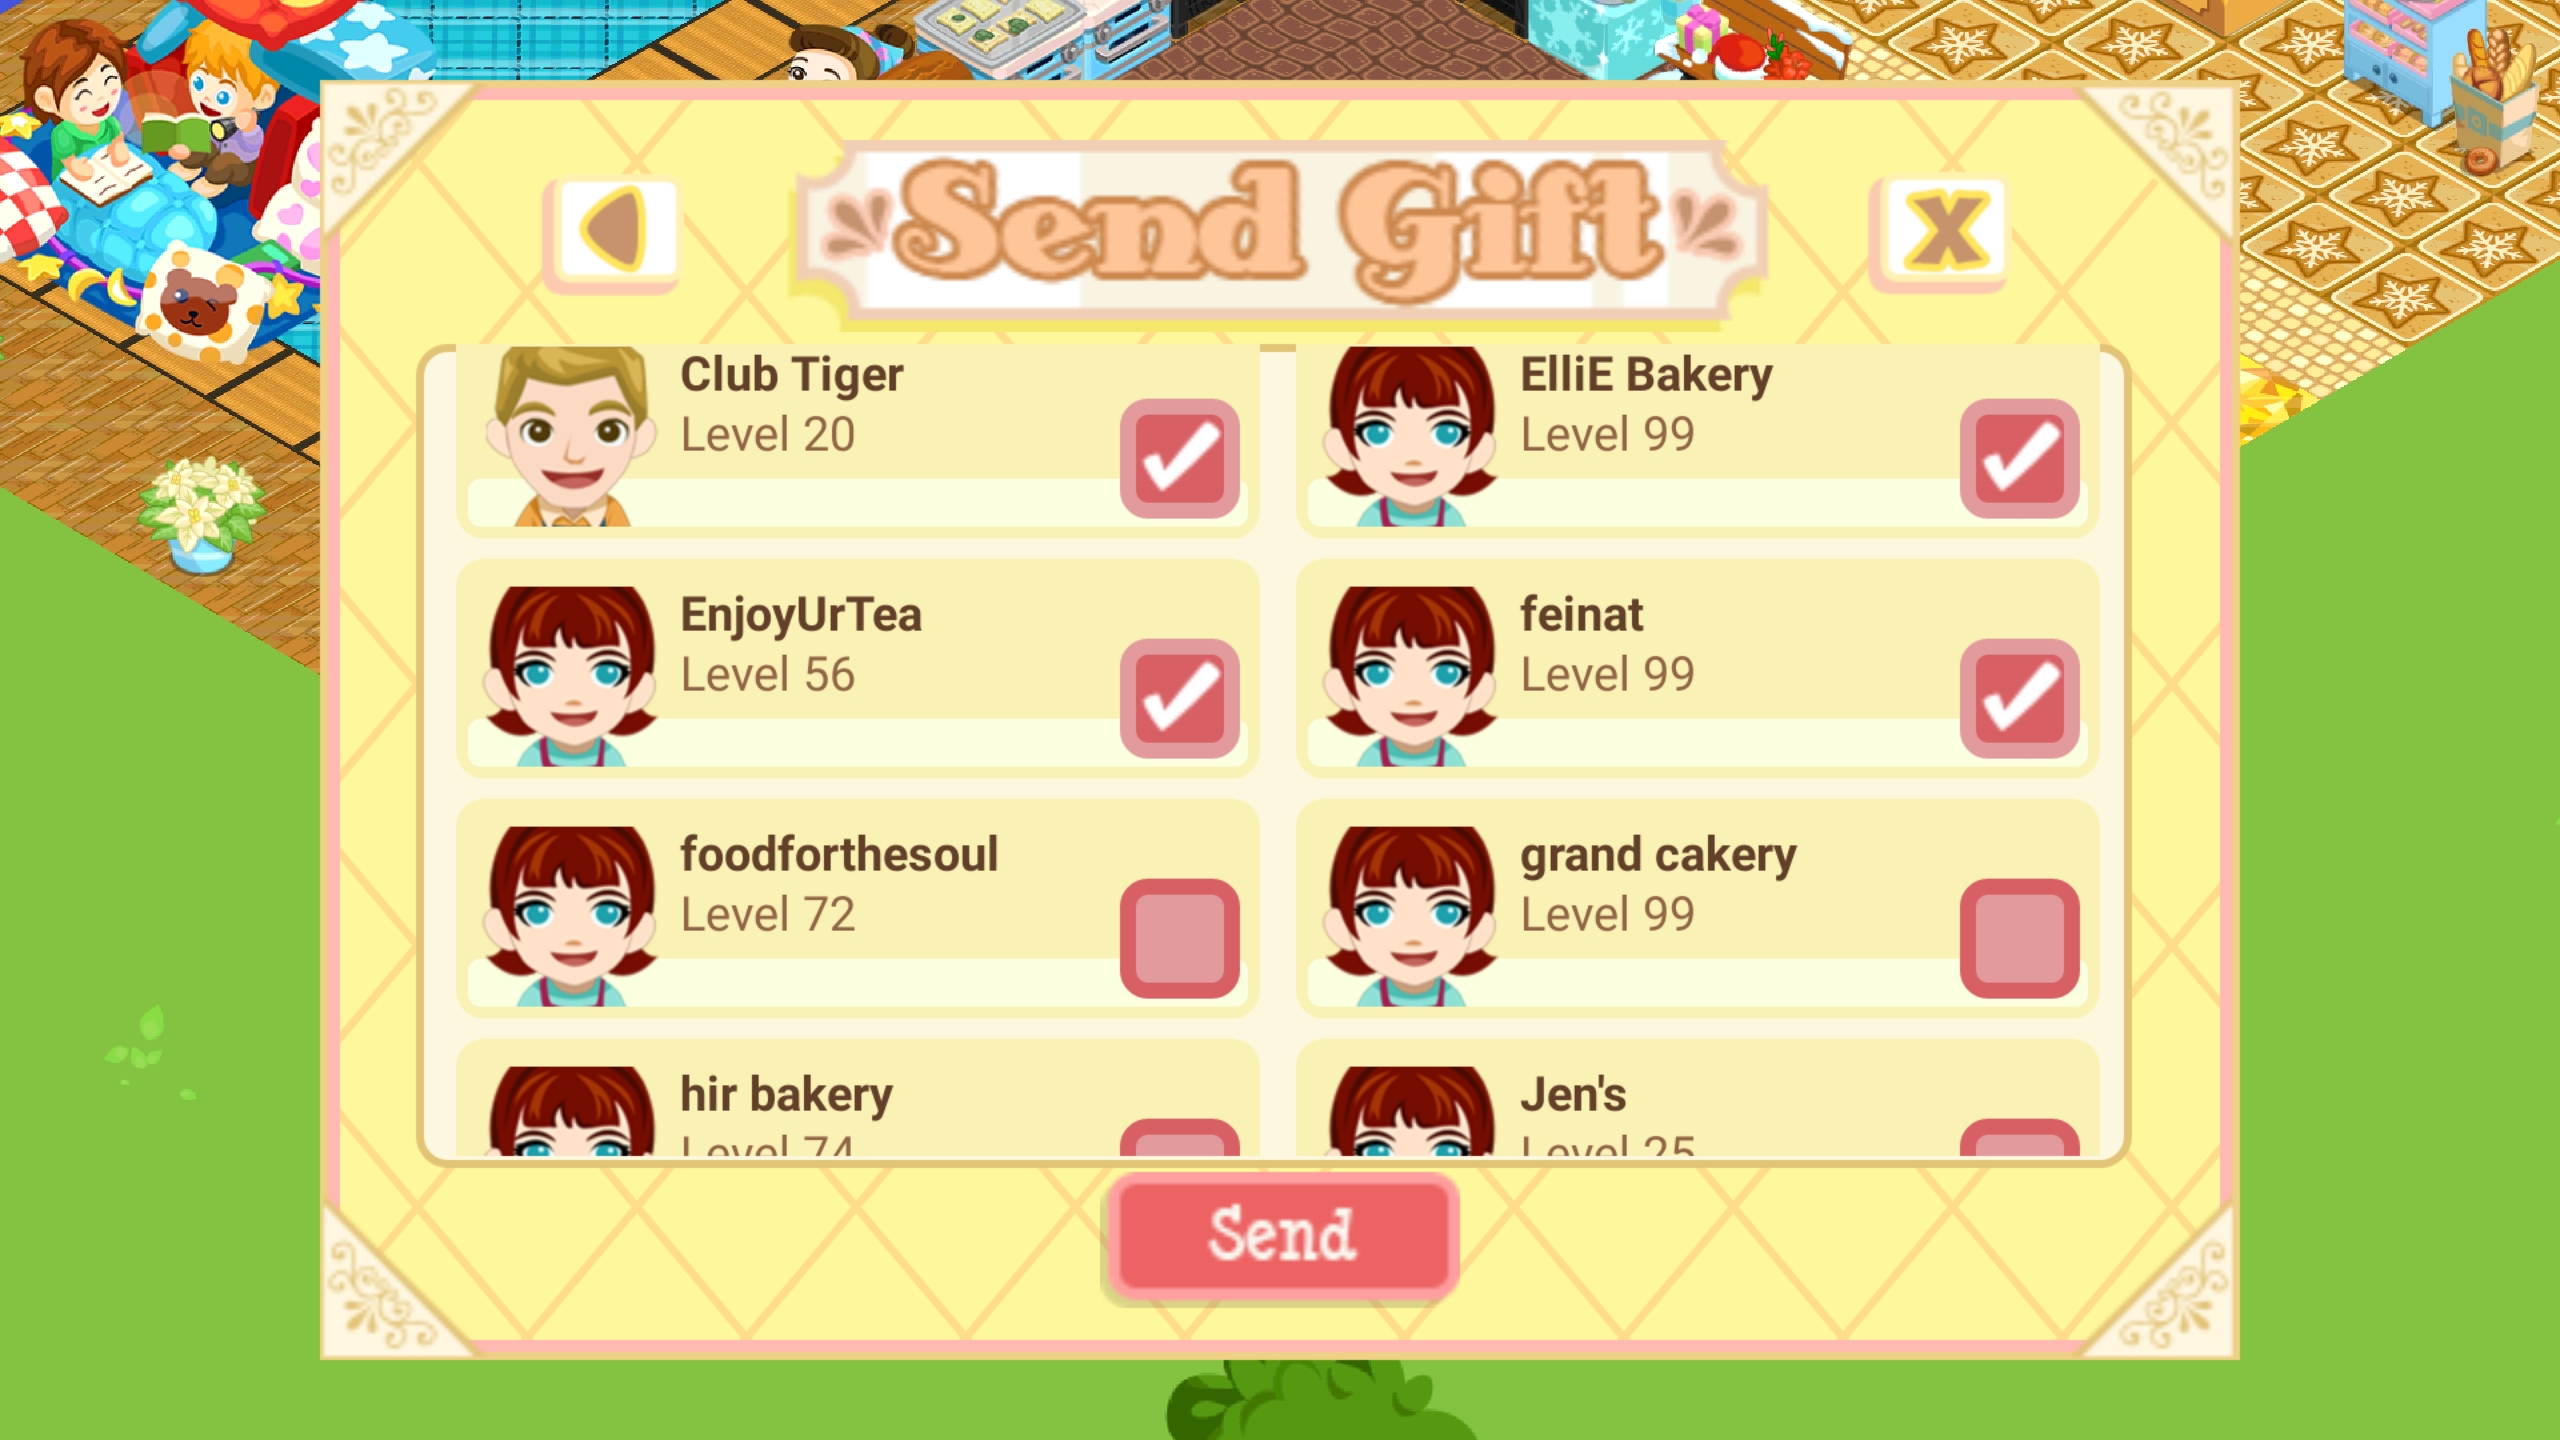 Send Gift
Club Tiger
Level 20
ElliE Bakery
Level 99
EnjoyUrTea
Level 56
feinat
Level 99
foodforthesoul
Level 72
grand cakery
Level 99
hir bakery
Level 74
Jen's
Level 25
Send